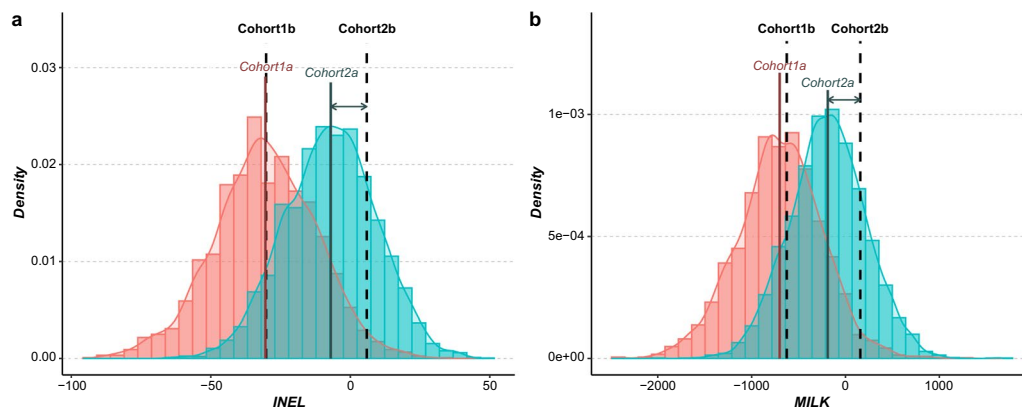 a
Cohort1b Cohort2b
Cohort1a Cohort2a
0.03
0.02
0.01
0.00
Density
−100 −50 0 50
INEL
b
Cohort1b Cohort2b
Cohort1a
Cohort2a
1e−03
5e−04
0e+00
Density
−2000 −1000 0 1000
MILK